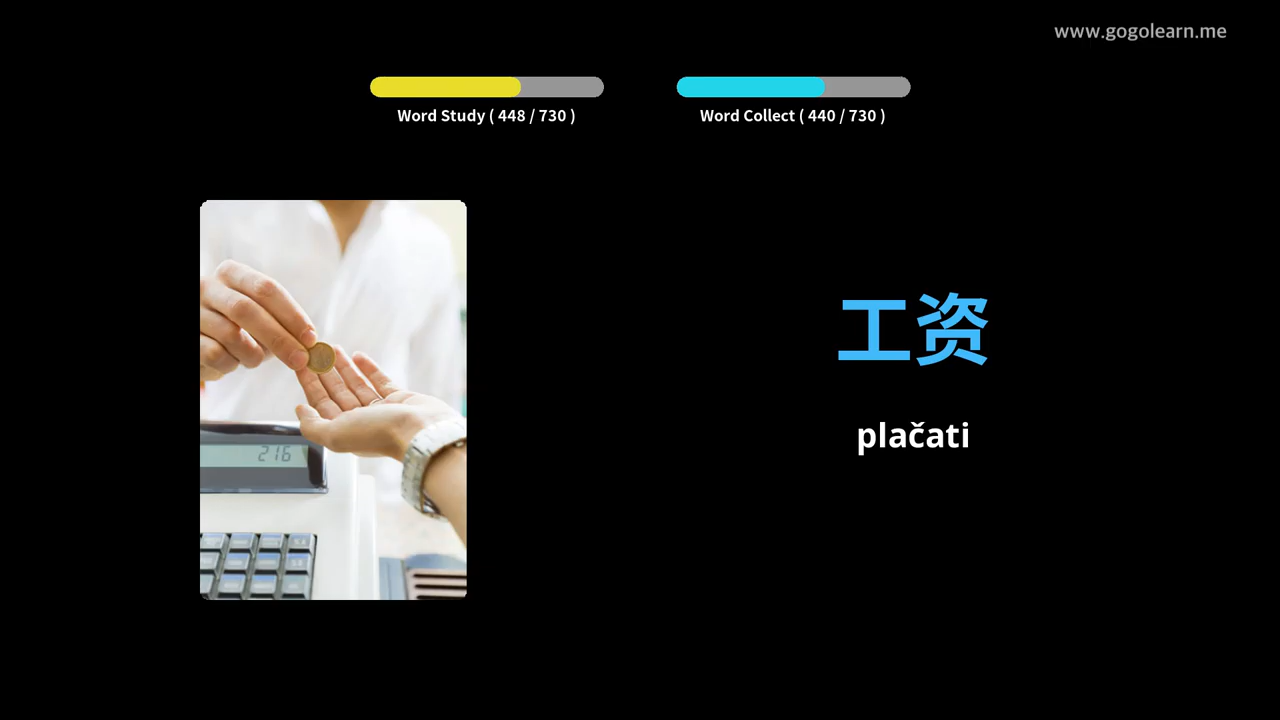 www.gogolearn.me
Word Study ( 448 / 730 )
Word Collect ( 440 / 730 )
216
工资
plačati